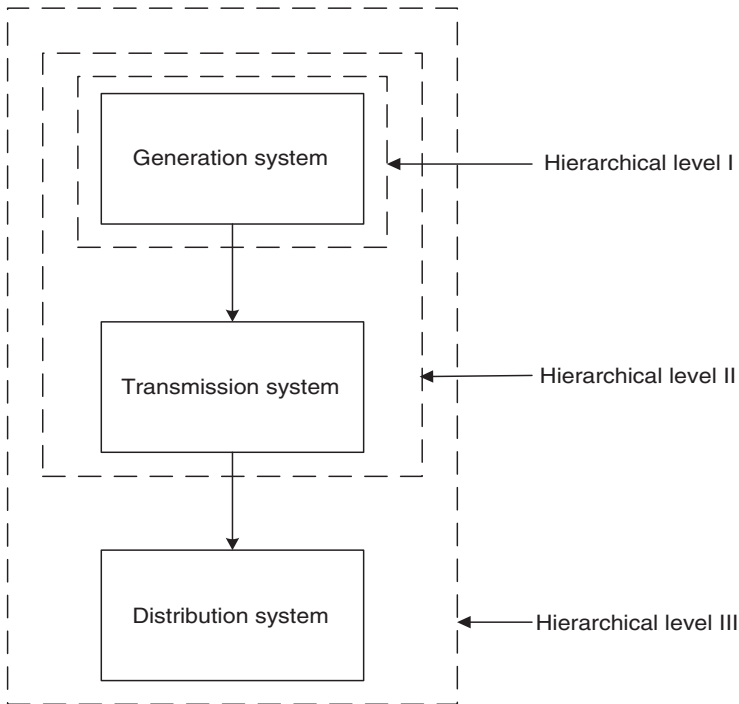 Generation system
Hierarchical level I
Transmission system
Hierarchical level II
Distribution system
Hierarchical level III